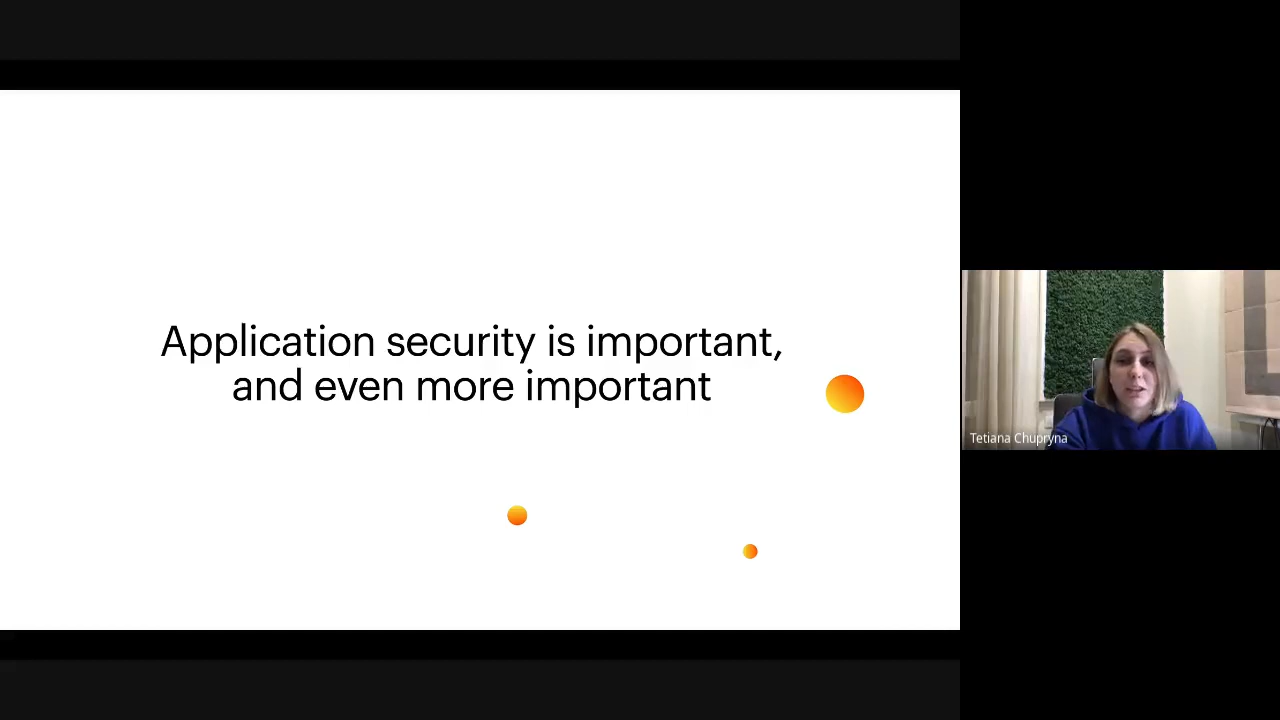 Application security is important,
and even more important
Tetiana Chupryna